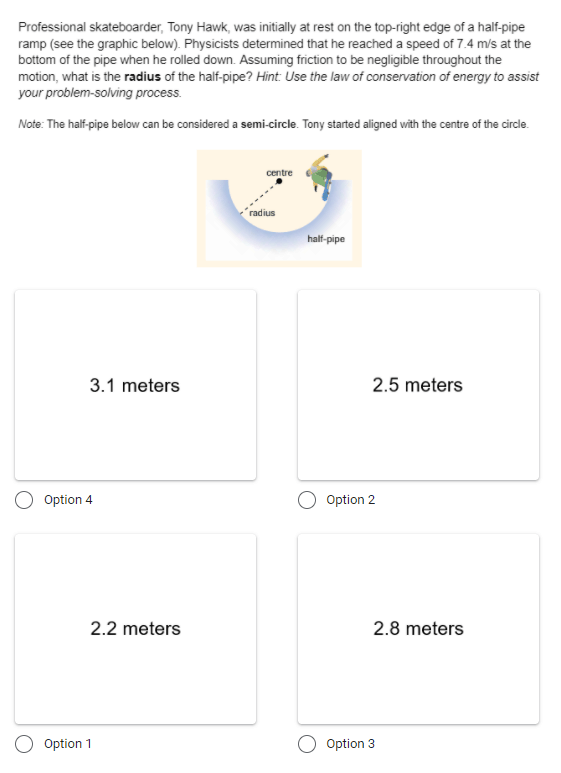 Professional skateboarder, Tony Hawk, was initially at rest on the top-right edge of a half-pipe
ramp (see the graphic below). Physicists determined that he reached a speed of 7.4 m/s at the
bottom of the pipe when he rolled down. Assuming friction to be negligible throughout the
motion, what is the radius of the half-pipe? Hint: Use the law of conservation of energy to assist
your problem-solving process.
Note: The half-pipe below can be considered a semi-circle. Tony started aligned with the centre of the circle.
centre
radius
half-pipe
3.1 meters
2.5 meters
Option 4
Option 2
2.2 meters
2.8 meters
Option 1
Option 3